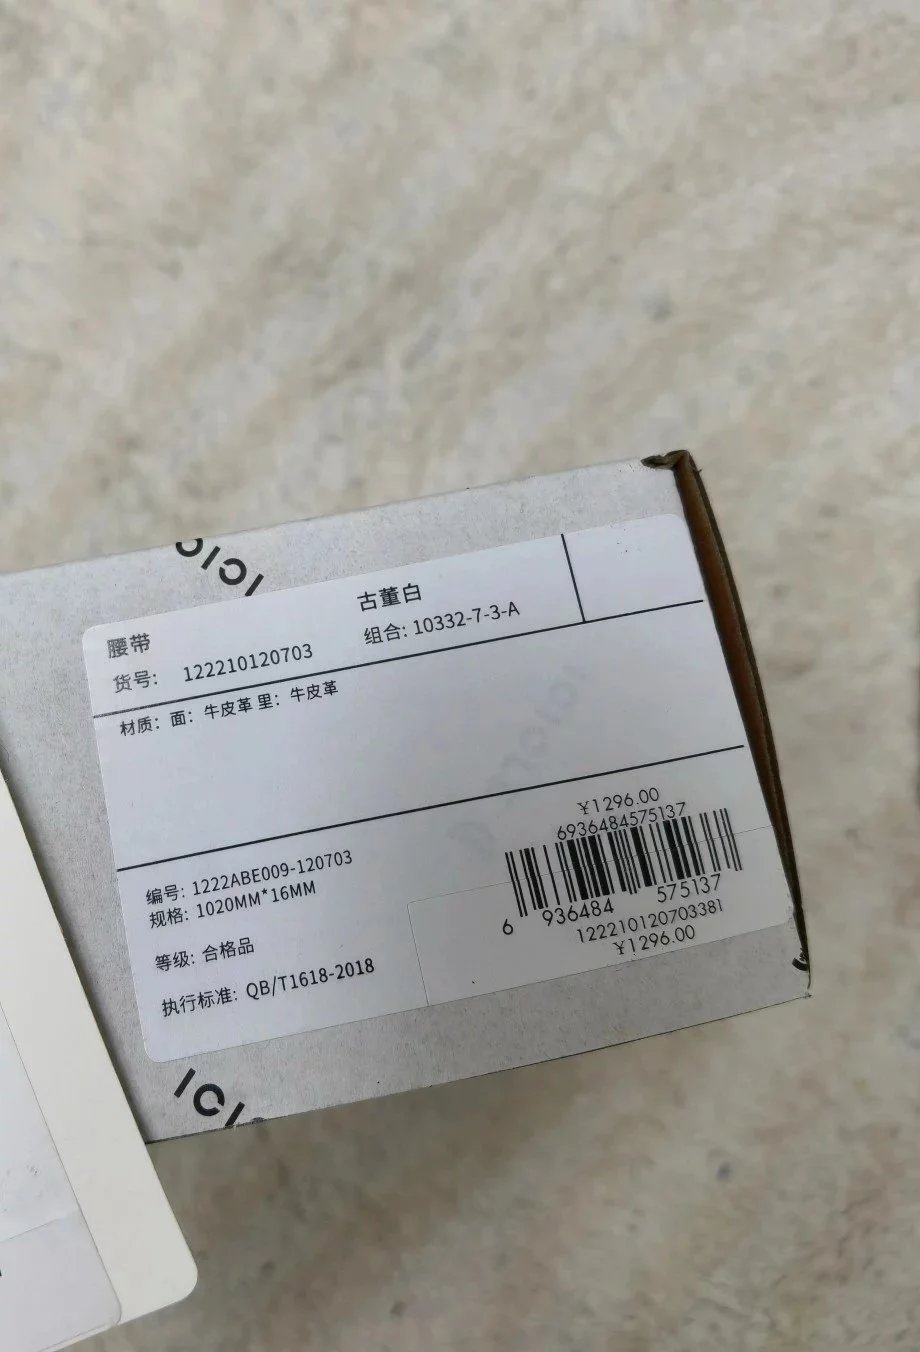 ICICI
腰带
古董白
货号: 122210120703
组合: 10332-7-3-A
材质: 面: 牛皮革 里: 牛皮革
¥1296.00
6936484575137
编号: 1222ABE009-120703
规格: 1020MM*16MM
6 936484 575137
122210120703381
¥1296.00
等级: 合格品
执行标准: QB/T1618-2018
ICI